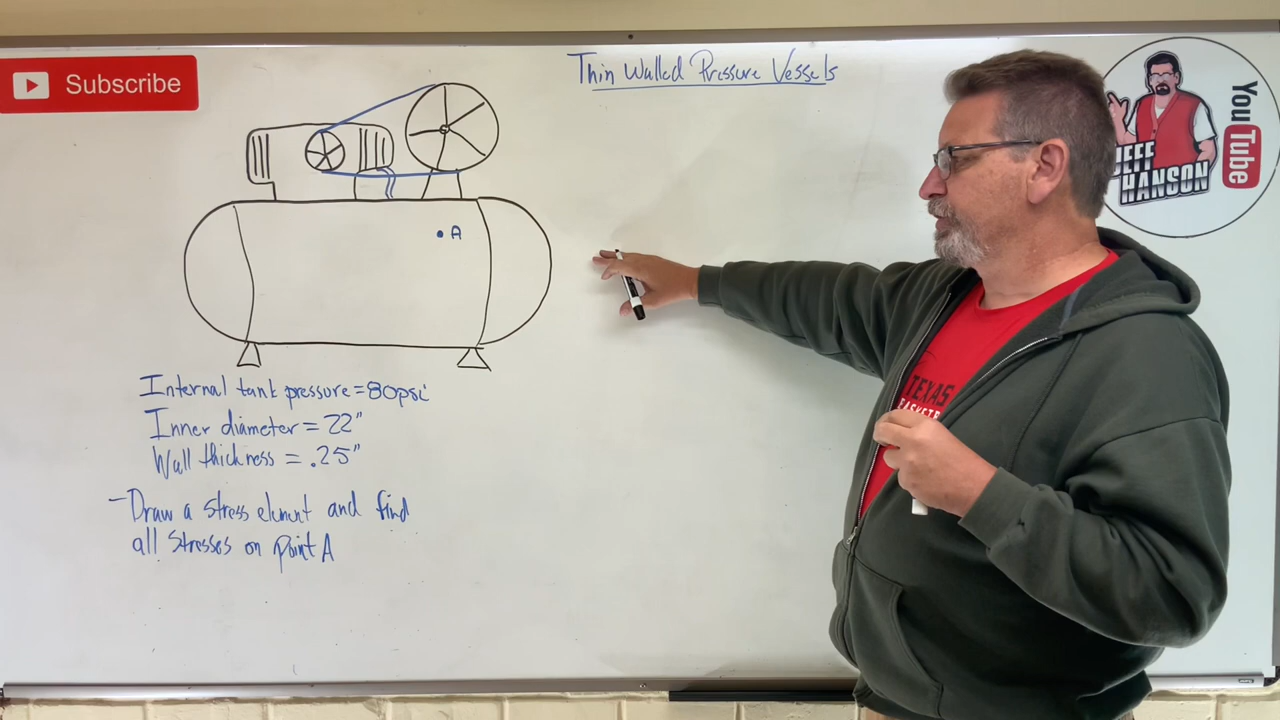 Subscribe
Thin Walled Pressure Vessels
A
Internal tank pressure = 80psi
Inner diameter = 22"
Wall thickness = .25"
- Draw a stress element and find
all stresses on point A
YouTube
JEFF
HANSON
TEXAS